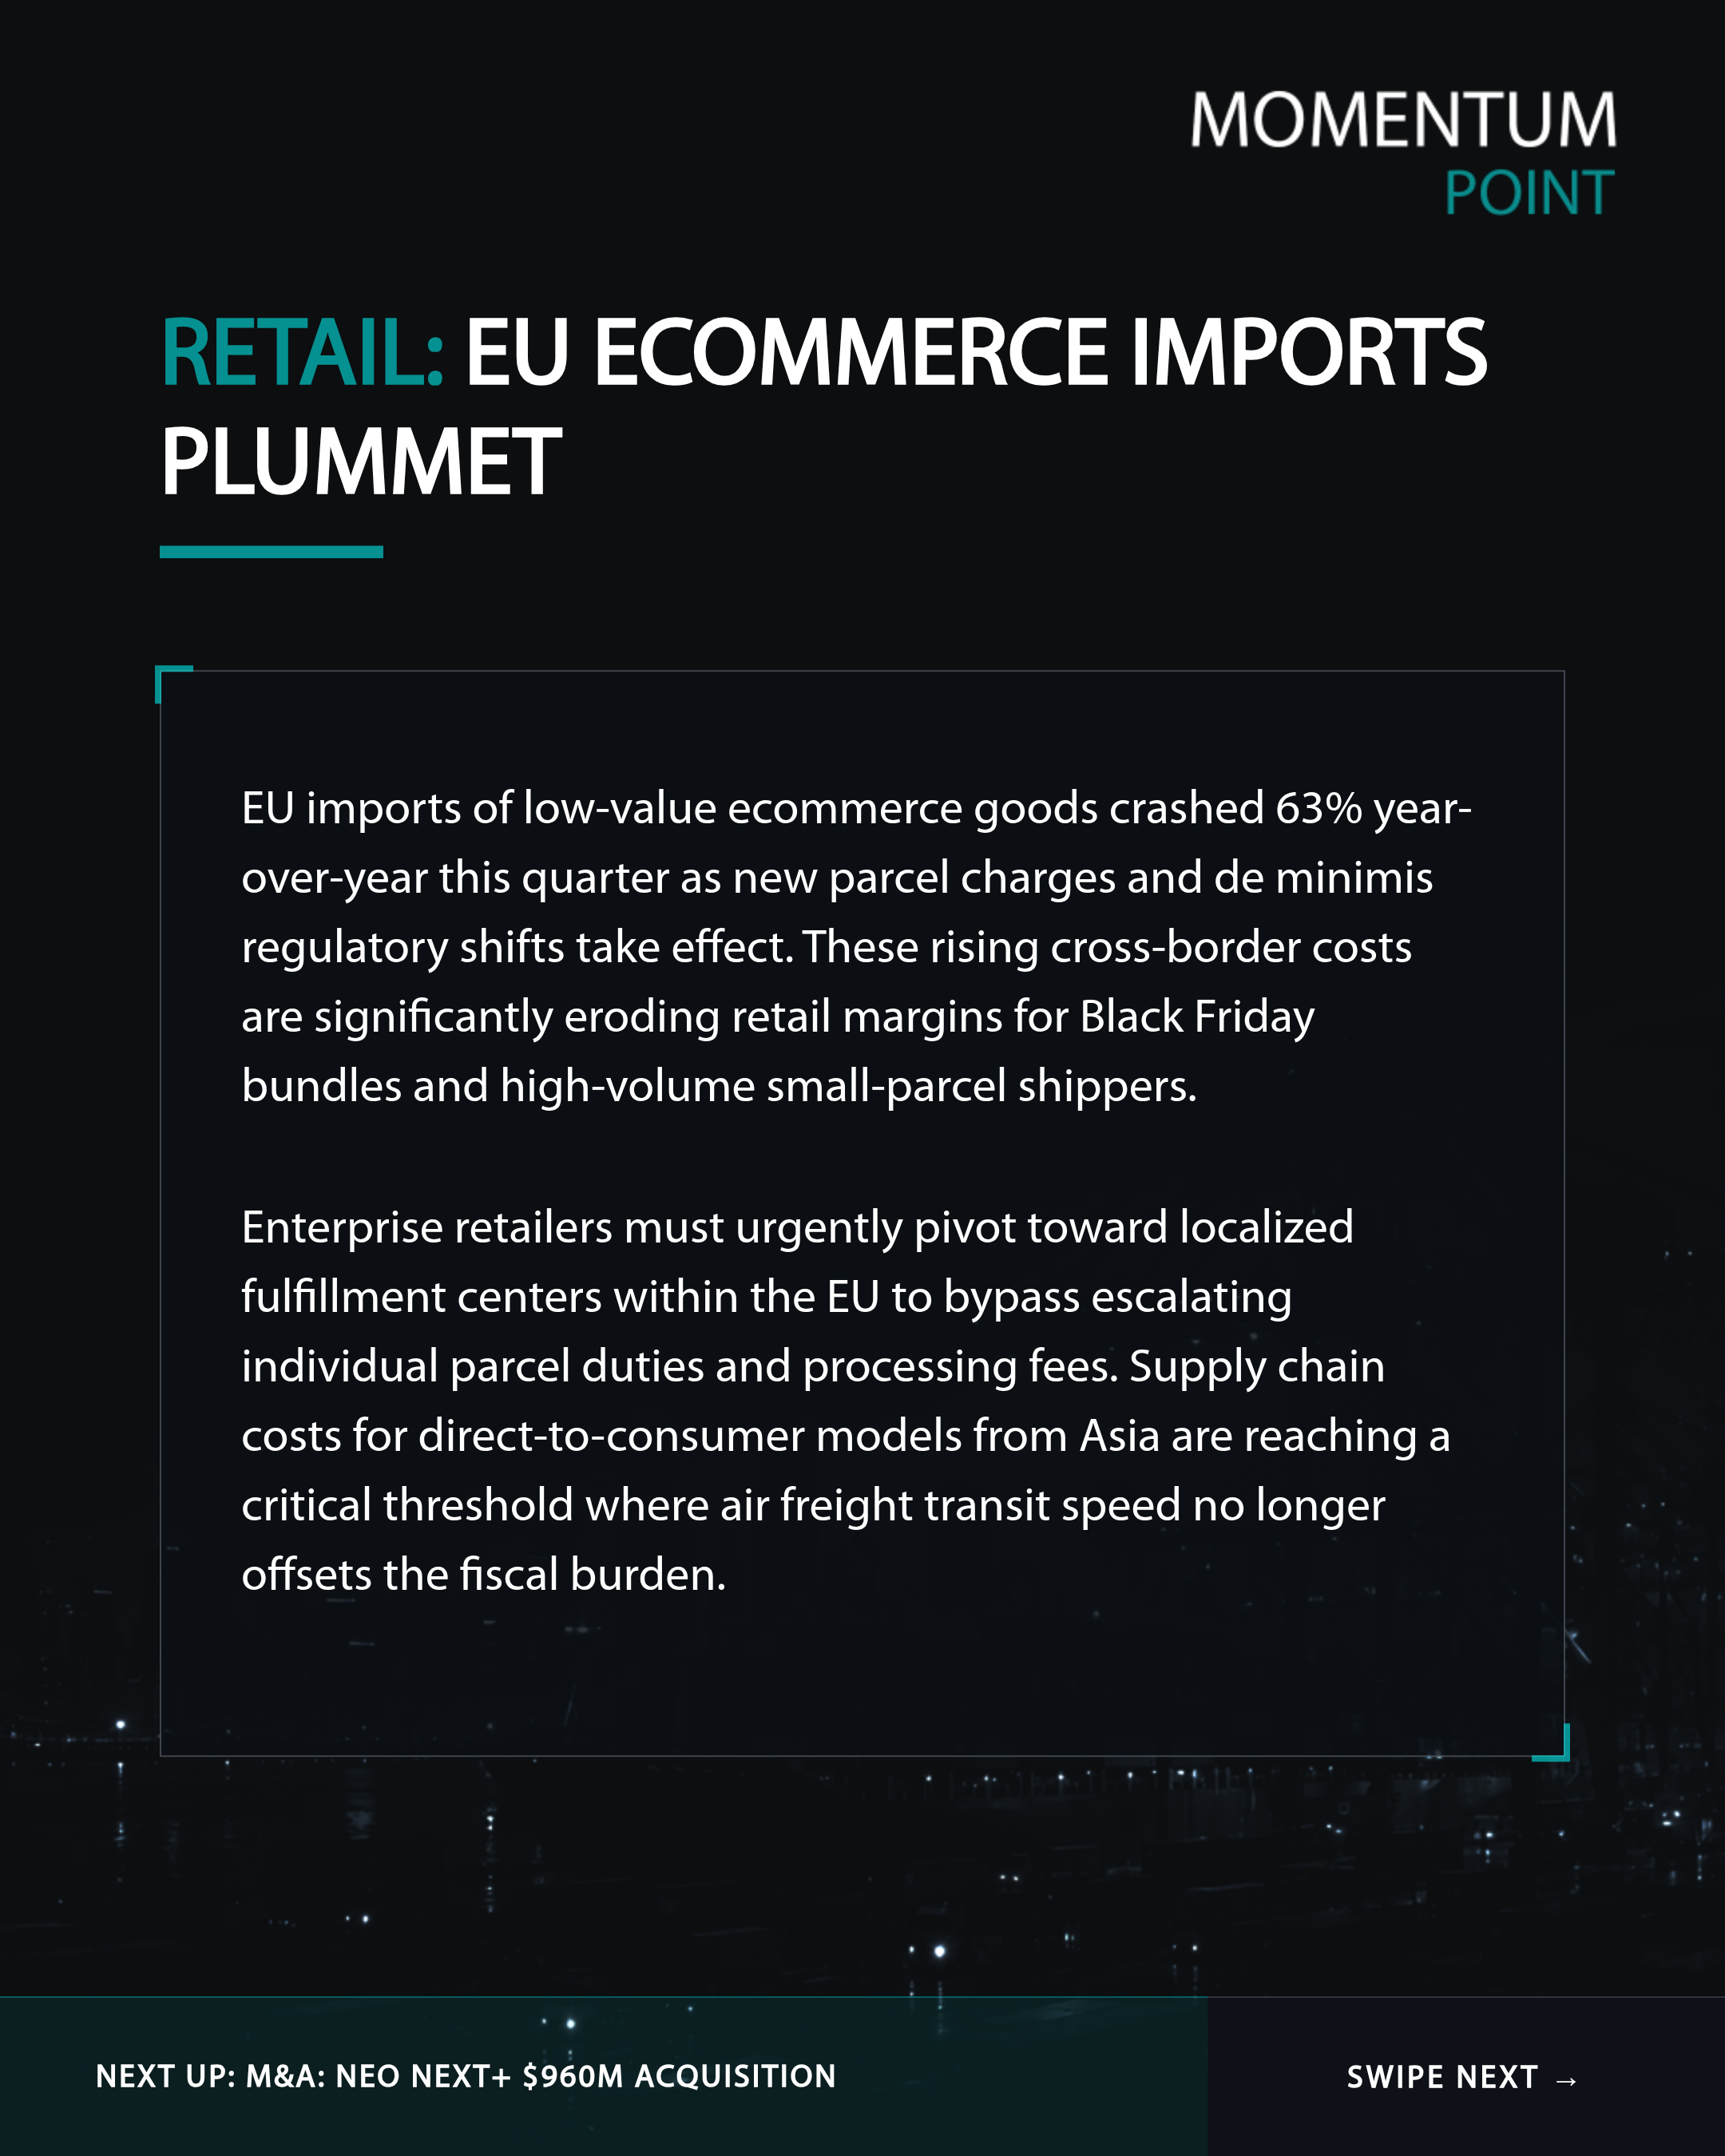 MOMENTUM
POINT
RETAIL: EU ECOMMERCE IMPORTS
PLUMMET
EU imports of low-value ecommerce goods crashed 63% year-
over-year this quarter as new parcel charges and de minimis
regulatory shifts take effect. These rising cross-border costs
are significantly eroding retail margins for Black Friday
bundles and high-volume small-parcel shippers.
Enterprise retailers must urgently pivot toward localized
fulfillment centers within the EU to bypass escalating
individual parcel duties and processing fees. Supply chain
costs for direct-to-consumer models from Asia are reaching a
critical threshold where air freight transit speed no longer
offsets the fiscal burden.
NEXT UP: M&A: NEO NEXT+ $960M ACQUISITION
SWIPE NEXT →